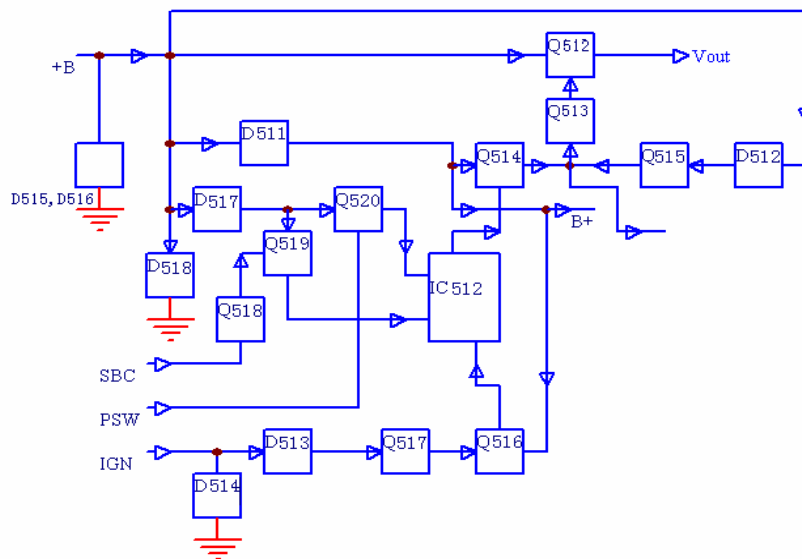 Q512
+B
Vout
Q513
D511
Q514
Q515
D512
D515, D516
D517
Q520
B+
Q519
D518
IC512
Q518
SBC
PSW
D513
Q517
Q516
IGN
D514